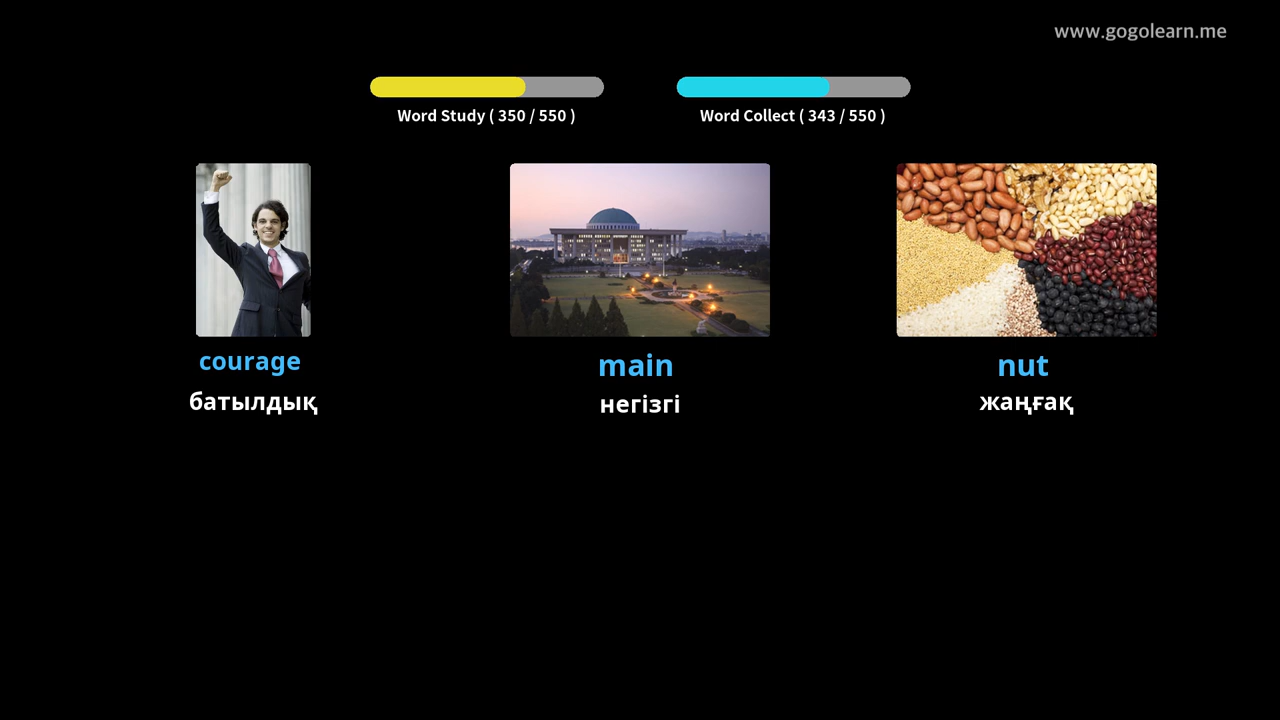 www.gogolearn.me
Word Study ( 350 / 550 )
Word Collect ( 343 / 550 )
courage
main
nut
батылдық
негізгі
жаңғақ